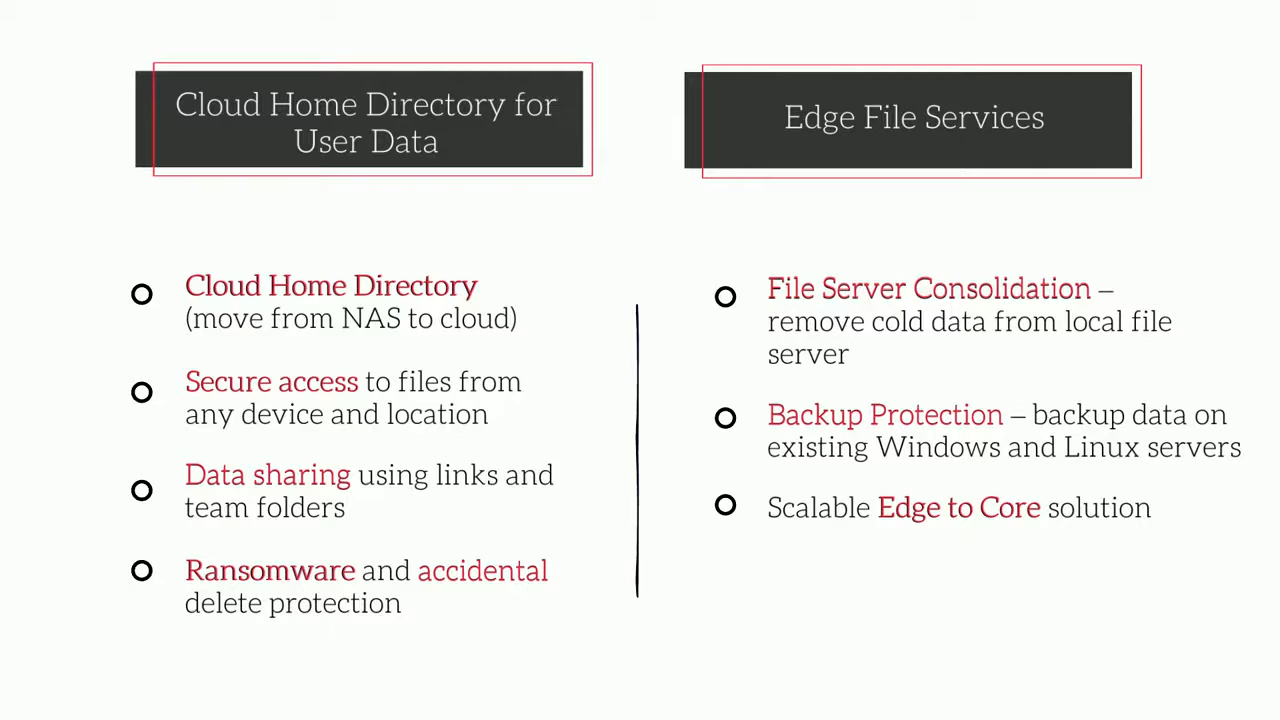 Cloud Home Directory for
User Data
Cloud Home Directory
(move from NAS to cloud)
Secure access to files from
any device and location
Data sharing using links and
team folders
Ransomware and accidental
delete protection
Edge File Services
File Server Consolidation –
remove cold data from local file
server
Backup Protection – backup data on
existing Windows and Linux servers
Scalable Edge to Core solution